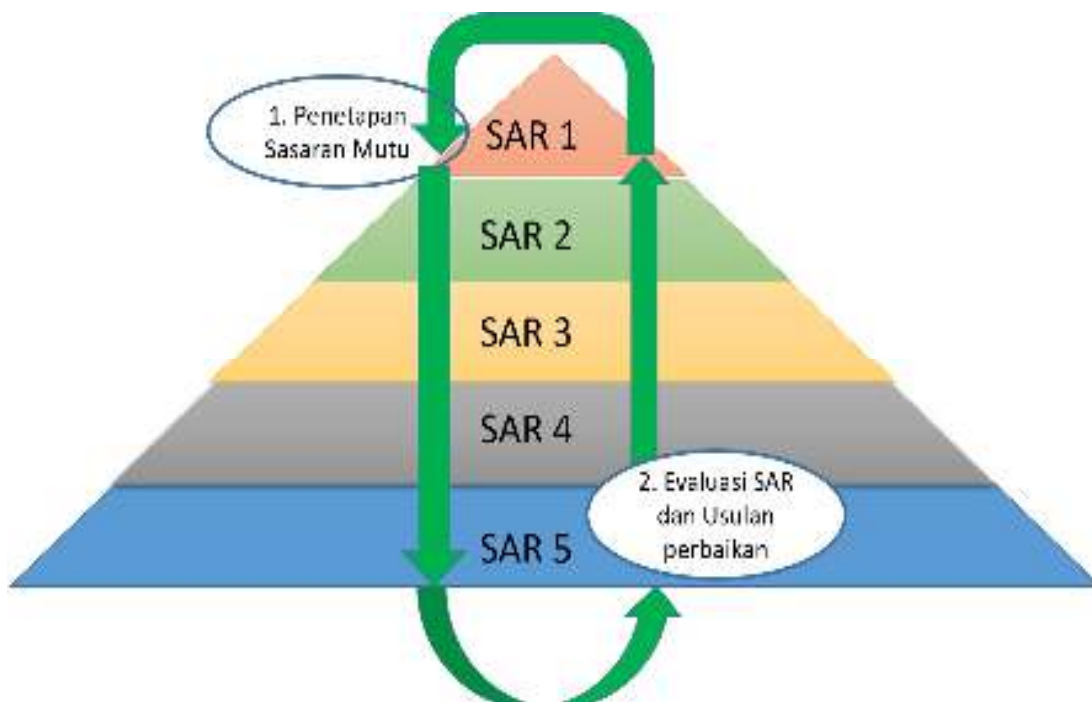 1. Penetapan
Sasaran Mutu
SAR 1
SAR 2
SAR 3
SAR 4
2. Evaluasi SAR
dan Usulan
perbaikan
SAR 5